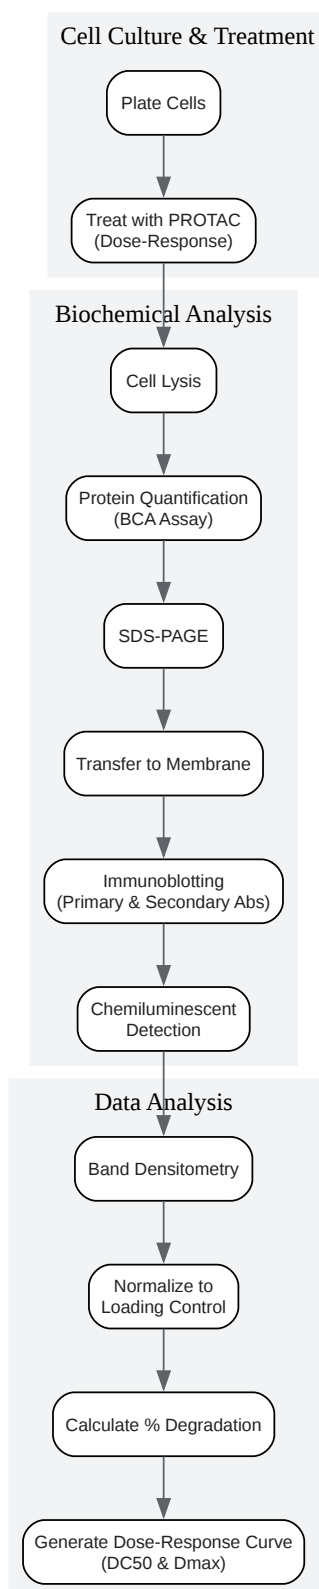 Cell Culture & Treatment
Plate Cells
Treat with PROTAC
(Dose-Response)
Biochemical Analysis
Cell Lysis
Protein Quantification
(BCA Assay)
SDS-PAGE
Transfer to Membrane
Immunoblotting
(Primary & Secondary Abs)
Chemiluminescent
Detection
Data Analysis
Band Densitometry
Normalize to
Loading Control
Calculate % Degradation
Generate Dose-Response Curve
(DC50 & Dmax)